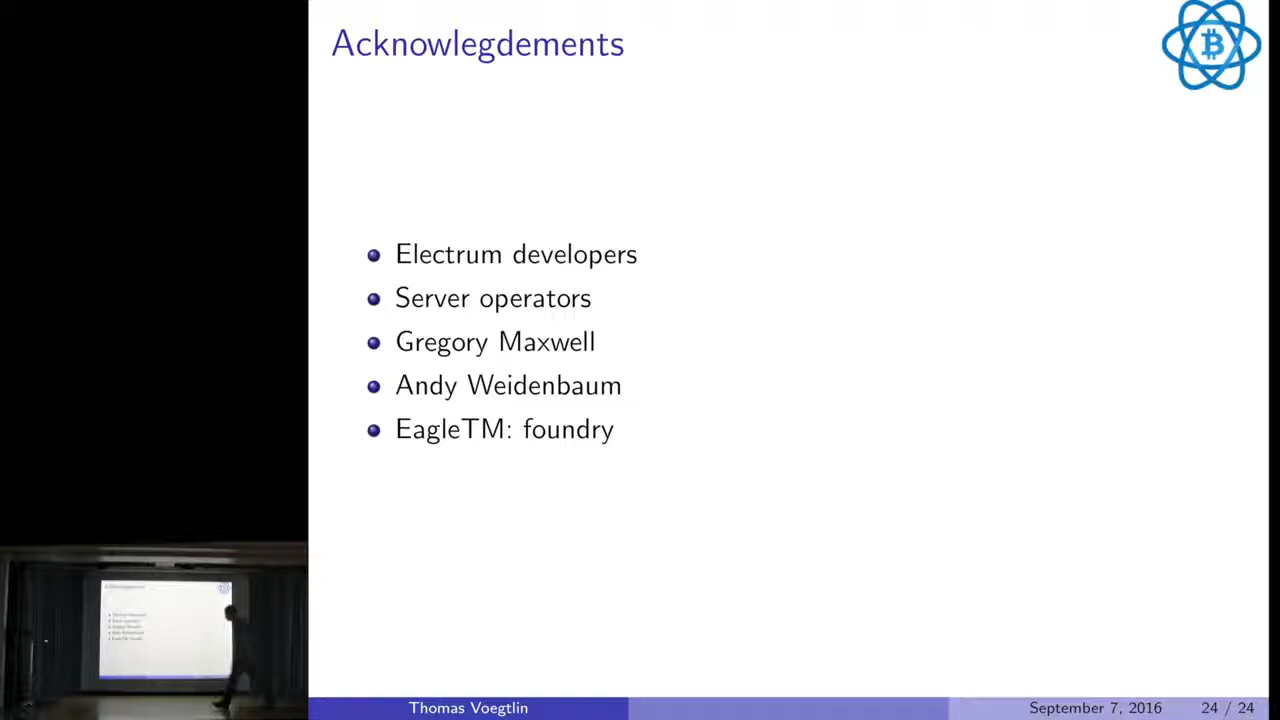 Acknowlegdements
Electrum developers
Server operators
Gregory Maxwell
Andy Weidenbaum
EagleTM: foundry
Thomas Voegtlin
September 7, 2016
24 / 24